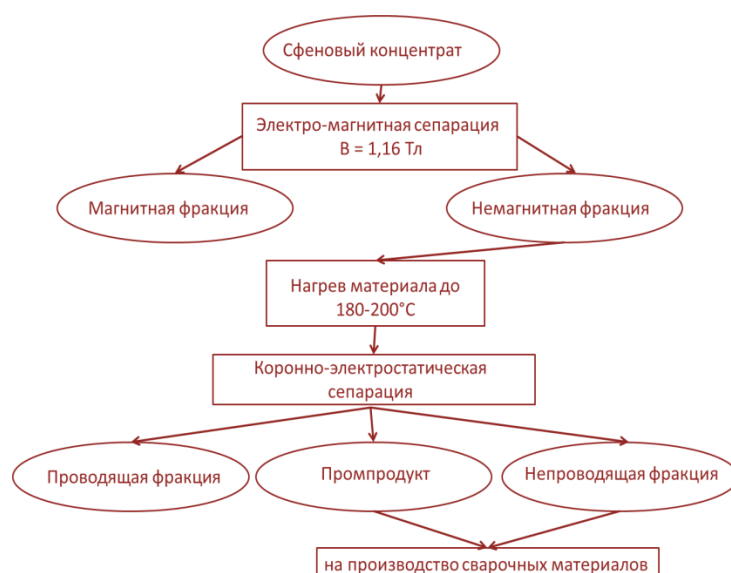 Сфеновый концентрат
Электро-магнитная сепарация
В = 1,16 Тл
Магнитная фракция
Немагнитная фракция
Нагрев материала до
180-200°С
Коронно-электростатическая
сепарация
Проводящая фракция
Промпродукт
Непроводящая фракция
на производство сварочных материалов